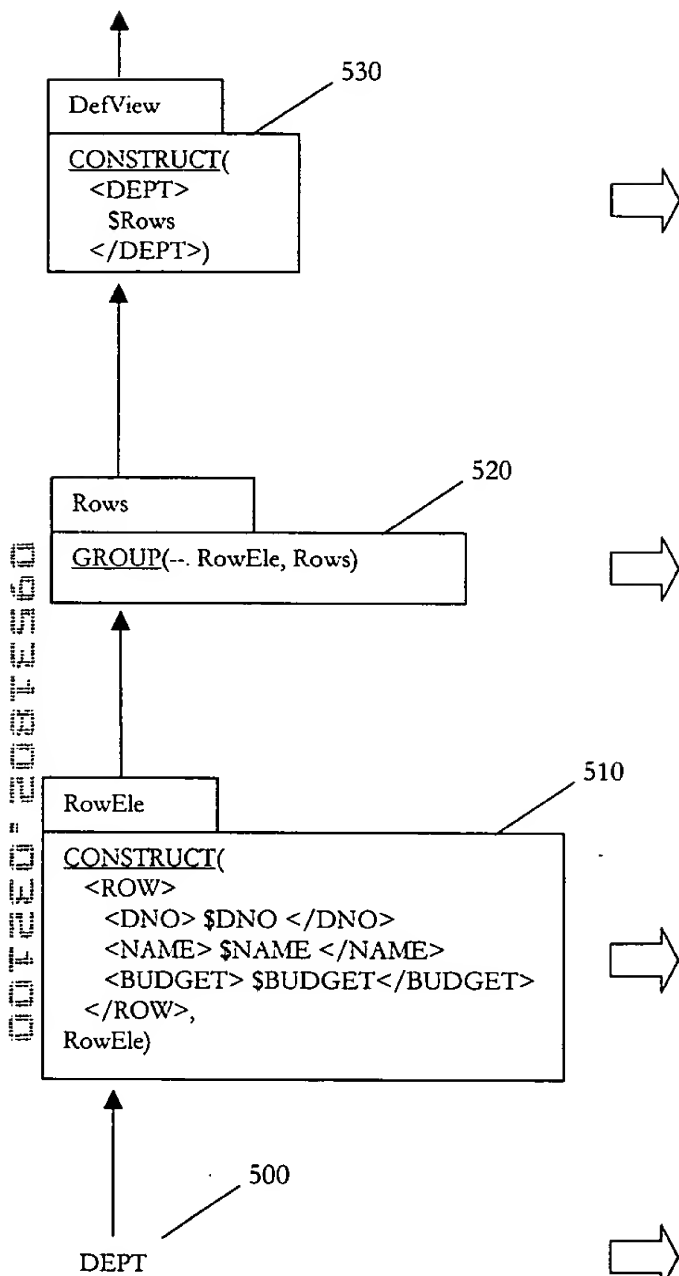 530
DefView
CONSTRUCT(
<DEPT>
$Rows
</DEPT>)
520
Rows
GROUP(--. RowEle, Rows)
510
RowEle
CONSTRUCT(
<ROW>
<DNO> $DNO </DNO>
<NAME> $NAME </NAME>
<BUDGET> $BUDGET</BUDGET>
</ROW>,
RowEle)
500
DEPT